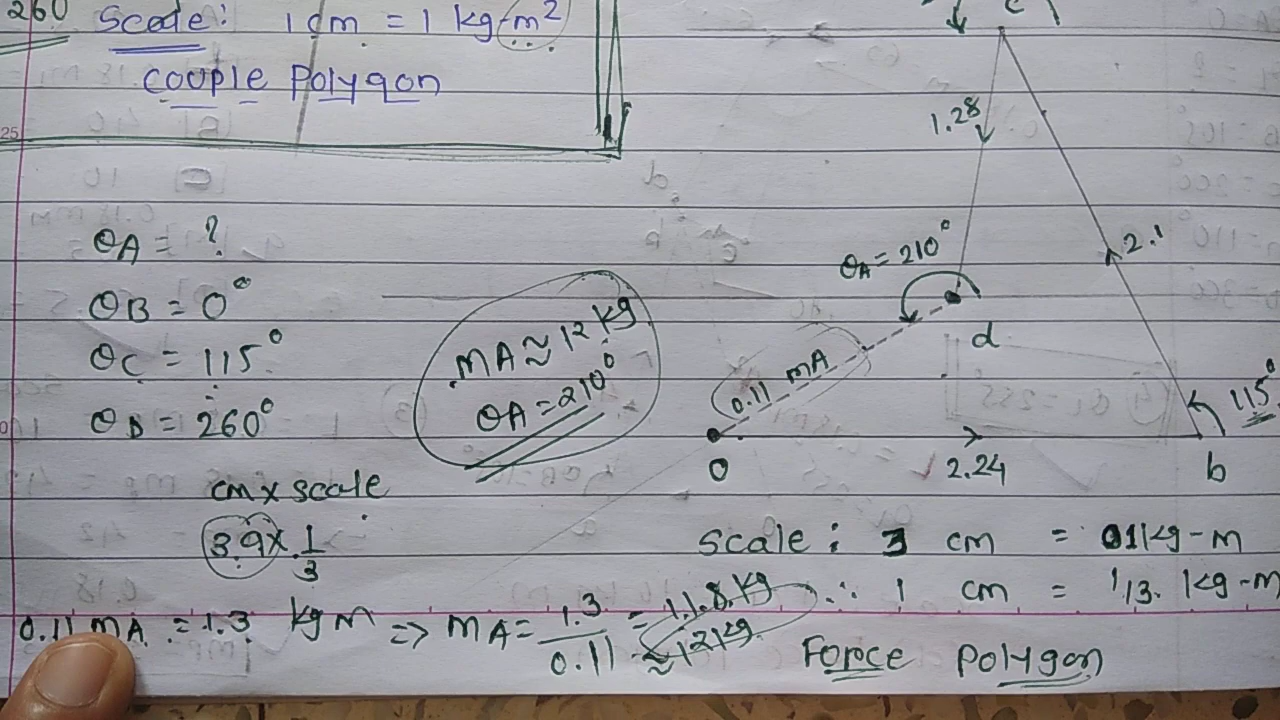 260 Scale: 1 cm = 1 kg-m²
Couple Polygon
25
c
1.28
2.1
θA = 210°
d
0.11 mA
O
2.24
b
115°
θA = ?
θB = 0°
θC = 115°
θD = 260°
MA ≈ 12 kg
θA = 210°
cm x scale
3.9 x 1/3
0.11 mA = 1.3 kg m => mA = 1.3/0.11 = 11.8 kg
≈ 12 kg
Scale: 3 cm = 01 kg-m
∴ 1 cm = 1/3. kg-m
Force Polygon